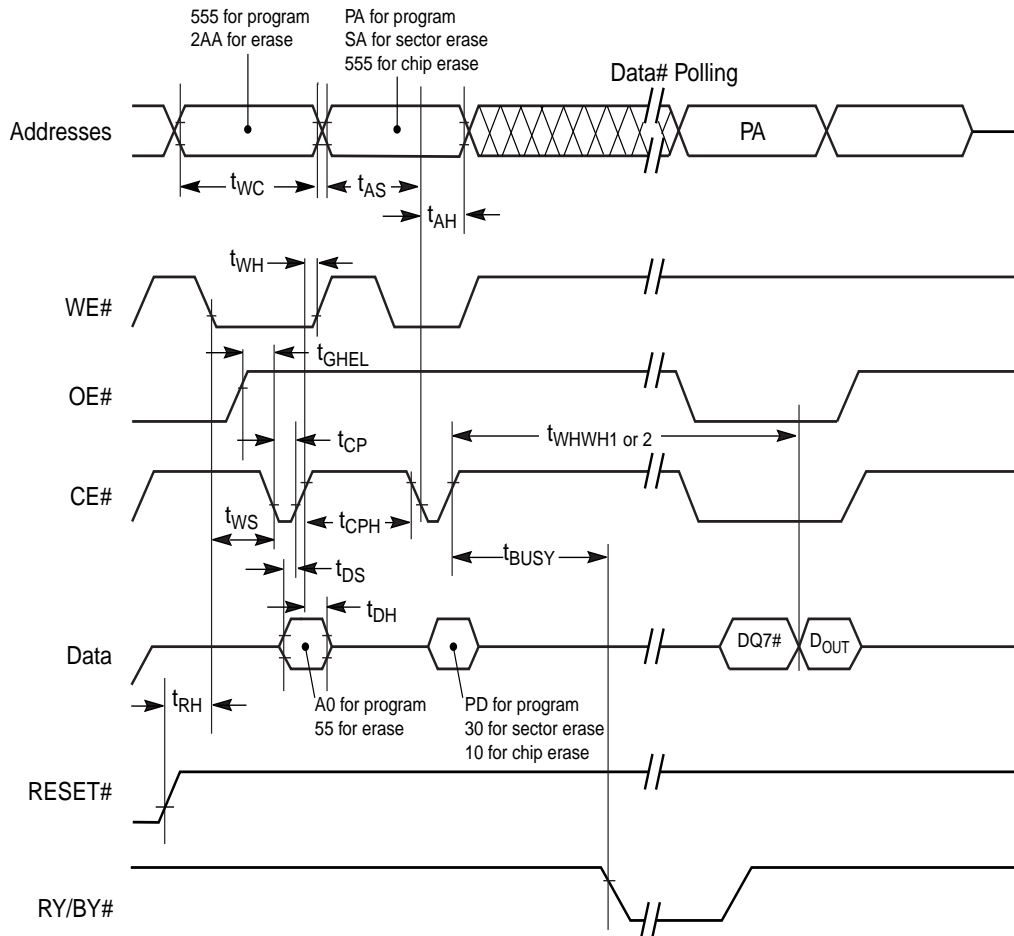 555 for program
2AA for erase
PA for program
SA for sector erase
555 for chip erase
Data# Polling
Addresses
PA
tWC
tAS
tAH
tWH
WE#
tGHEL
OE#
tCP
tWHWH1 or 2
CE#
tWS
tCPH
tBUSY
tDS
tDH
Data
DQ7#
DOUT
tRH
A0 for program
55 for erase
PD for program
30 for sector erase
10 for chip erase
RESET#
RY/BY#